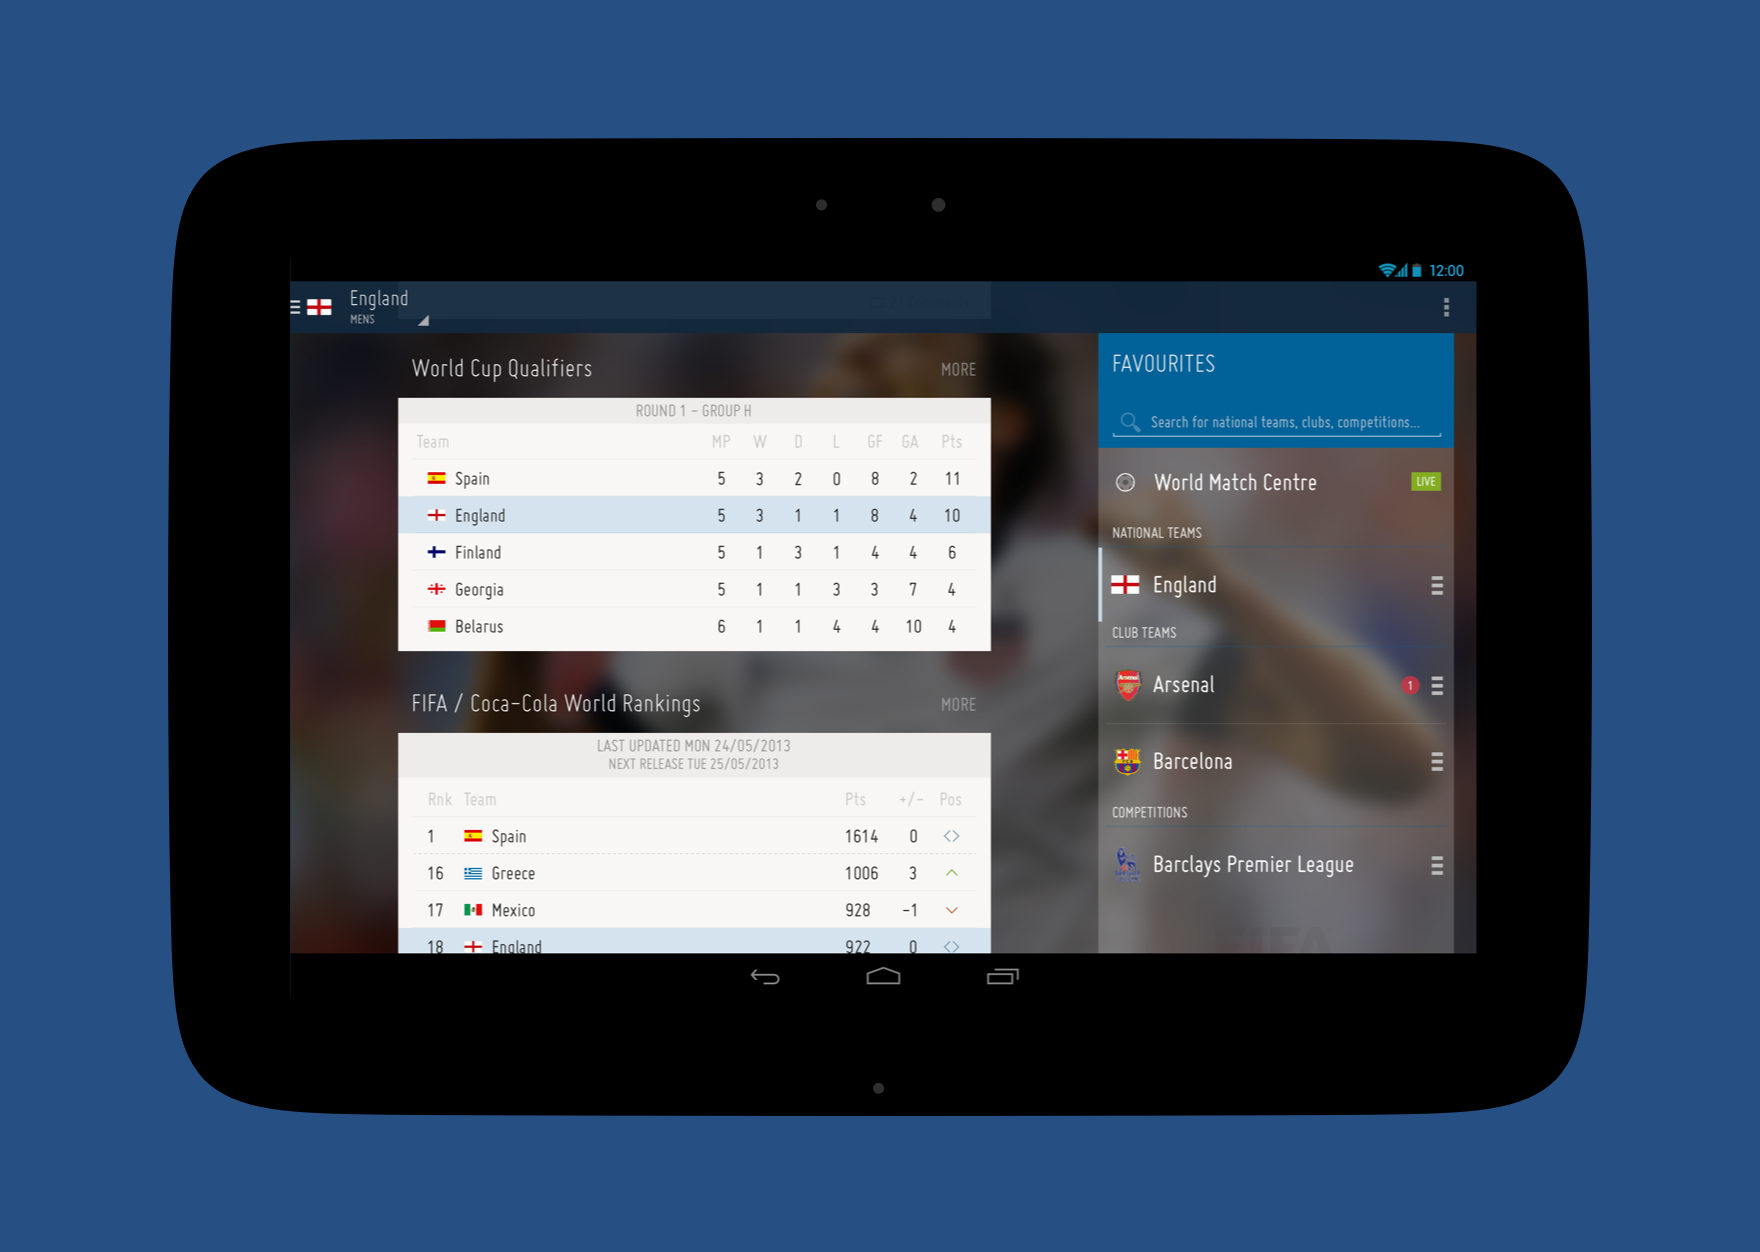 12:00
England
MENS
World Cup Qualifiers MORE
ROUND 1 - GROUP H
Team MP W D L GF GA Pts
Spain 5 3 2 0 8 2 11
England 5 3 1 1 8 4 10
Finland 5 1 3 1 4 4 6
Georgia 5 1 1 3 3 7 4
Belarus 6 1 1 4 4 10 4
FIFA / Coca-Cola World Rankings MORE
LAST UPDATED MON 24/05/2013
NEXT RELEASE TUE 25/05/2013
Rnk Team Pts +/- Pos
1 Spain 1614 0
16 Greece 1006 3
17 Mexico 928 -1
18 England 922 0
FAVOURITES
Search for national teams, clubs, competitions...
World Match Centre LIVE
NATIONAL TEAMS
England
CLUB TEAMS
Arsenal
Arsenal 1
Barcelona
COMPETITIONS
Barclays Premier League
FIFA